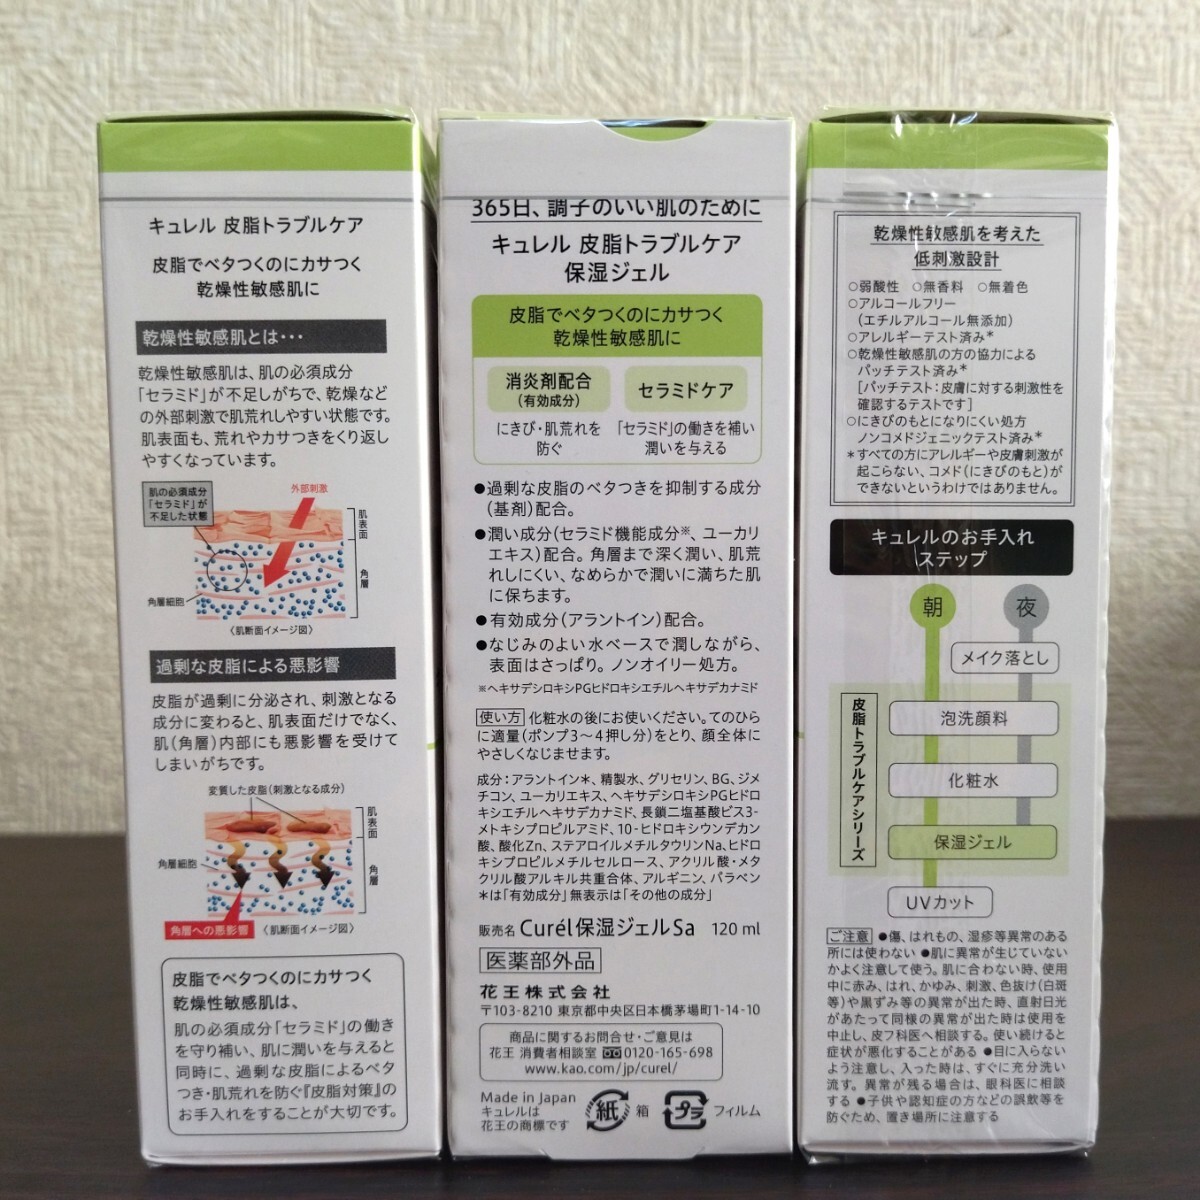 キュレル 皮脂トラブルケア
皮脂でベタつくのにカサつく
乾燥性敏感肌に
乾燥性敏感肌とは・・・
乾燥性敏感肌は、肌の必須成分
「セラミド」が不足しがちで、乾燥など
の外部刺激で肌荒れしやすい状態です。
肌表面も、荒れやカサつきをくり返し
やすくなっています。
肌の必須成分
「セラミド」が
不足した状態
外部刺激
肌表面
角層
角層細胞
〈肌断面イメージ図〉
過剰な皮脂による悪影響
皮脂が過剰に分泌され、刺激となる
成分に変わると、肌表面だけでなく、
肌(角層)内部にも悪影響を受けて
しまいがちです。
変質した皮脂(刺激となる成分)
肌表面
角層
角層細胞
角層への悪影響
〈肌断面イメージ図〉
皮脂でベタつくのにカサつく
乾燥性敏感肌は、
肌の必須成分「セラミド」の働き
を守り補い、肌に潤いを与えると
同時に、過剰な皮脂によるベタ
つき・肌荒れを防ぐ『皮脂対策』の
お手入れをすることが大切です。
365日、調子のいい肌のために
キュレル 皮脂トラブルケア
保湿ジェル
皮脂でベタつくのにカサつく
乾燥性敏感肌に
消炎剤配合
(有効成分)
セラミドケア
にきび・肌荒れを
防ぐ
「セラミド」の働きを補い
潤いを与える
●過剰な皮脂のベタつきを抑制する成分
(基剤)配合。
●潤い成分(セラミド機能成分※、ユーカリ
エキス)配合。角層まで深く潤い、肌荒
れしにくい、なめらかで潤いに満ちた肌
に保ちます。
●有効成分(アラントイン)配合。
●なじみのよい水ベースで潤しながら、
表面はさっぱり。ノンオイリー処方。
※ヘキサデシロキシPGヒドロキシエチルヘキサデカナミド
使い方 化粧水の後にお使いください。てのひら
に適量(ポンプ3〜4押し分)をとり、顔全体に
やさしくなじませます。
成分:アラントイン*、精製水、グリセリン、BG、ジメ
チコン、ユーカリエキス、ヘキサデシロキシPGヒドロ
キシエチルヘキサデカナミド、長鎖二塩基酸ビス3-
メトキシプロピルアミド、10-ヒドロキシウンデカン
酸、酸化Zn、ステアロイルメチルタウリンNa、ヒドロ
キシプロピルメチルセルロース、アクリル酸・メタ
クリル酸アルキル共重合体、アルギニン、パラベン
*は「有効成分」無表示は「その他の成分」
販売名 Curél保湿ジェルSa 120ml
医薬部外品
花王株式会社
〒103-8210 東京都中央区日本橋茅場町1-14-10
商品に関するお問合せ・ご意見は
花王 消費者相談室 0120-165-698
www.kao.com/jp/curel/
Made in Japan
キュレルは
花王の商標です
紙 箱
プラ フィルム
乾燥性敏感肌を考えた
低刺激設計
○弱酸性 ○無香料 ○無着色
○アルコールフリー
(エチルアルコール無添加)
○アレルギーテスト済み*
○乾燥性敏感肌の方の協力による
パッチテスト済み*
[パッチテスト:皮膚に対する刺激性を
確認するテストです]
○にきびのもとになりにくい処方
ノンコメドジェニックテスト済み*
*すべての方にアレルギーや皮膚刺激が
起こらない、コメド(にきびのもと)が
できないというわけではありません。
キュレルのお手入れ
ステップ
朝 夜
メイク落とし
皮脂トラブルケアシリーズ
泡洗顔料
化粧水
保湿ジェル
UVカット
ご注意 ●傷、はれもの、湿疹等異常のある
所には使わない ●肌に異常が生じていない
かよく注意して使う。肌に合わない時、使用
中に赤み、はれ、かゆみ、刺激、色抜け(白斑
等)や黒ずみ等の異常が出た時、直射日光
があたって同様の異常が出た時は使用を
中止し、皮フ科医へ相談する。使い続けると
症状が悪化することがある ●目に入らない
よう注意し、入った時は、すぐに充分洗い
流す。異常が残る場合は、眼科医に相談
する ●子供や認知症の方などの誤飲等を
防ぐため、置き場所に注意する